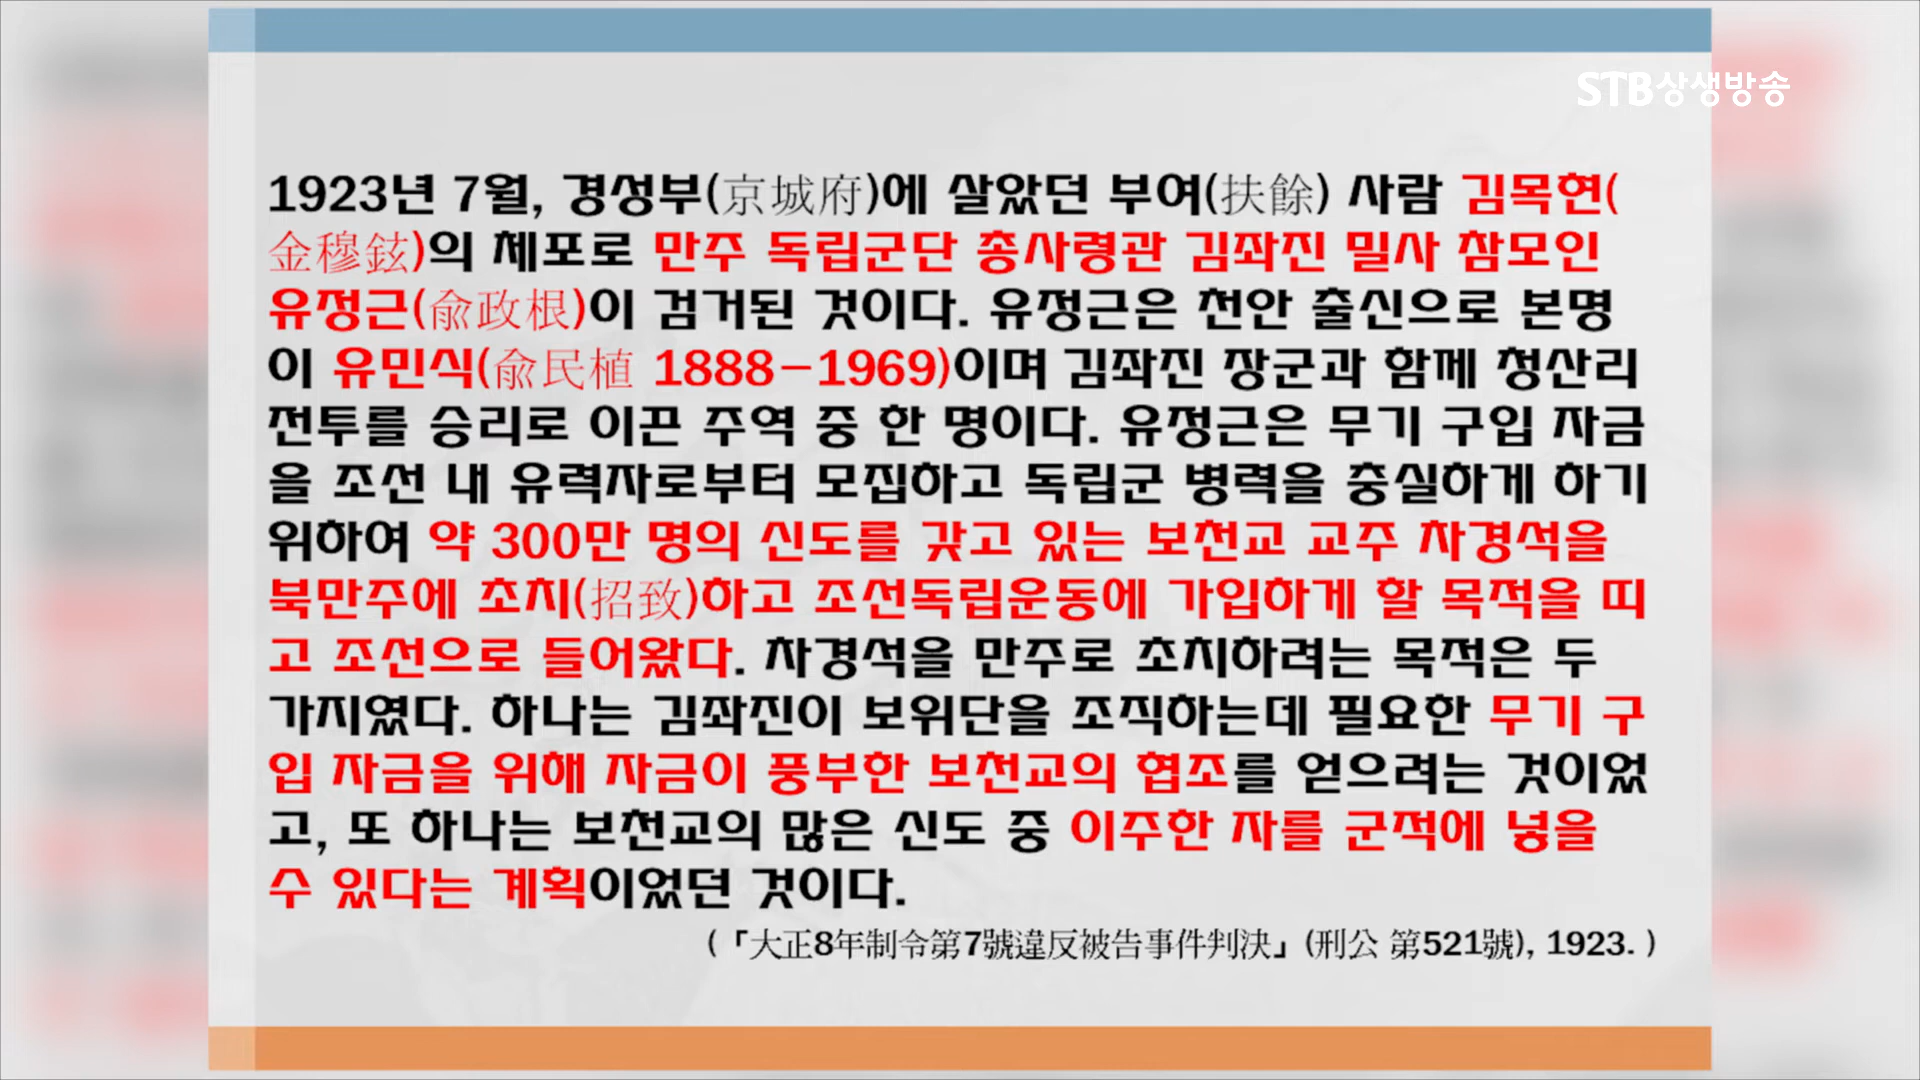 STB상생방송
1923년 7월, 경성부(京城府)에 살았던 부여(扶餘) 사람 김목현(
金穆鉉)의 체포로 만주 독립군단 총사령관 김좌진 밀사 참모인
유정근(兪政根)이 검거된 것이다. 유정근은 천안 출신으로 본명
이 유민식(兪民植 1888-1969)이며 김좌진 장군과 함께 청산리
전투를 승리로 이끈 주역 중 한 명이다. 유정근은 무기 구입 자금
을 조선 내 유력자로부터 모집하고 독립군 병력을 충실하게 하기
위하여 약 300만 명의 신도를 갖고 있는 보천교 교주 차경석을
북만주에 초치(招致)하고 조선독립운동에 가입하게 할 목적을 띠
고 조선으로 들어왔다. 차경석을 만주로 초치하려는 목적은 두
가지였다. 하나는 김좌진이 보위단을 조직하는데 필요한 무기 구
입 자금을 위해 자금이 풍부한 보천교의 협조를 얻으려는 것이었
고, 또 하나는 보천교의 많은 신도 중 이주한 자를 군적에 넣을
수 있다는 계획이었던 것이다.
(「大正8年制令第7號違反被告事件判決」(刑公 第521號), 1923. )